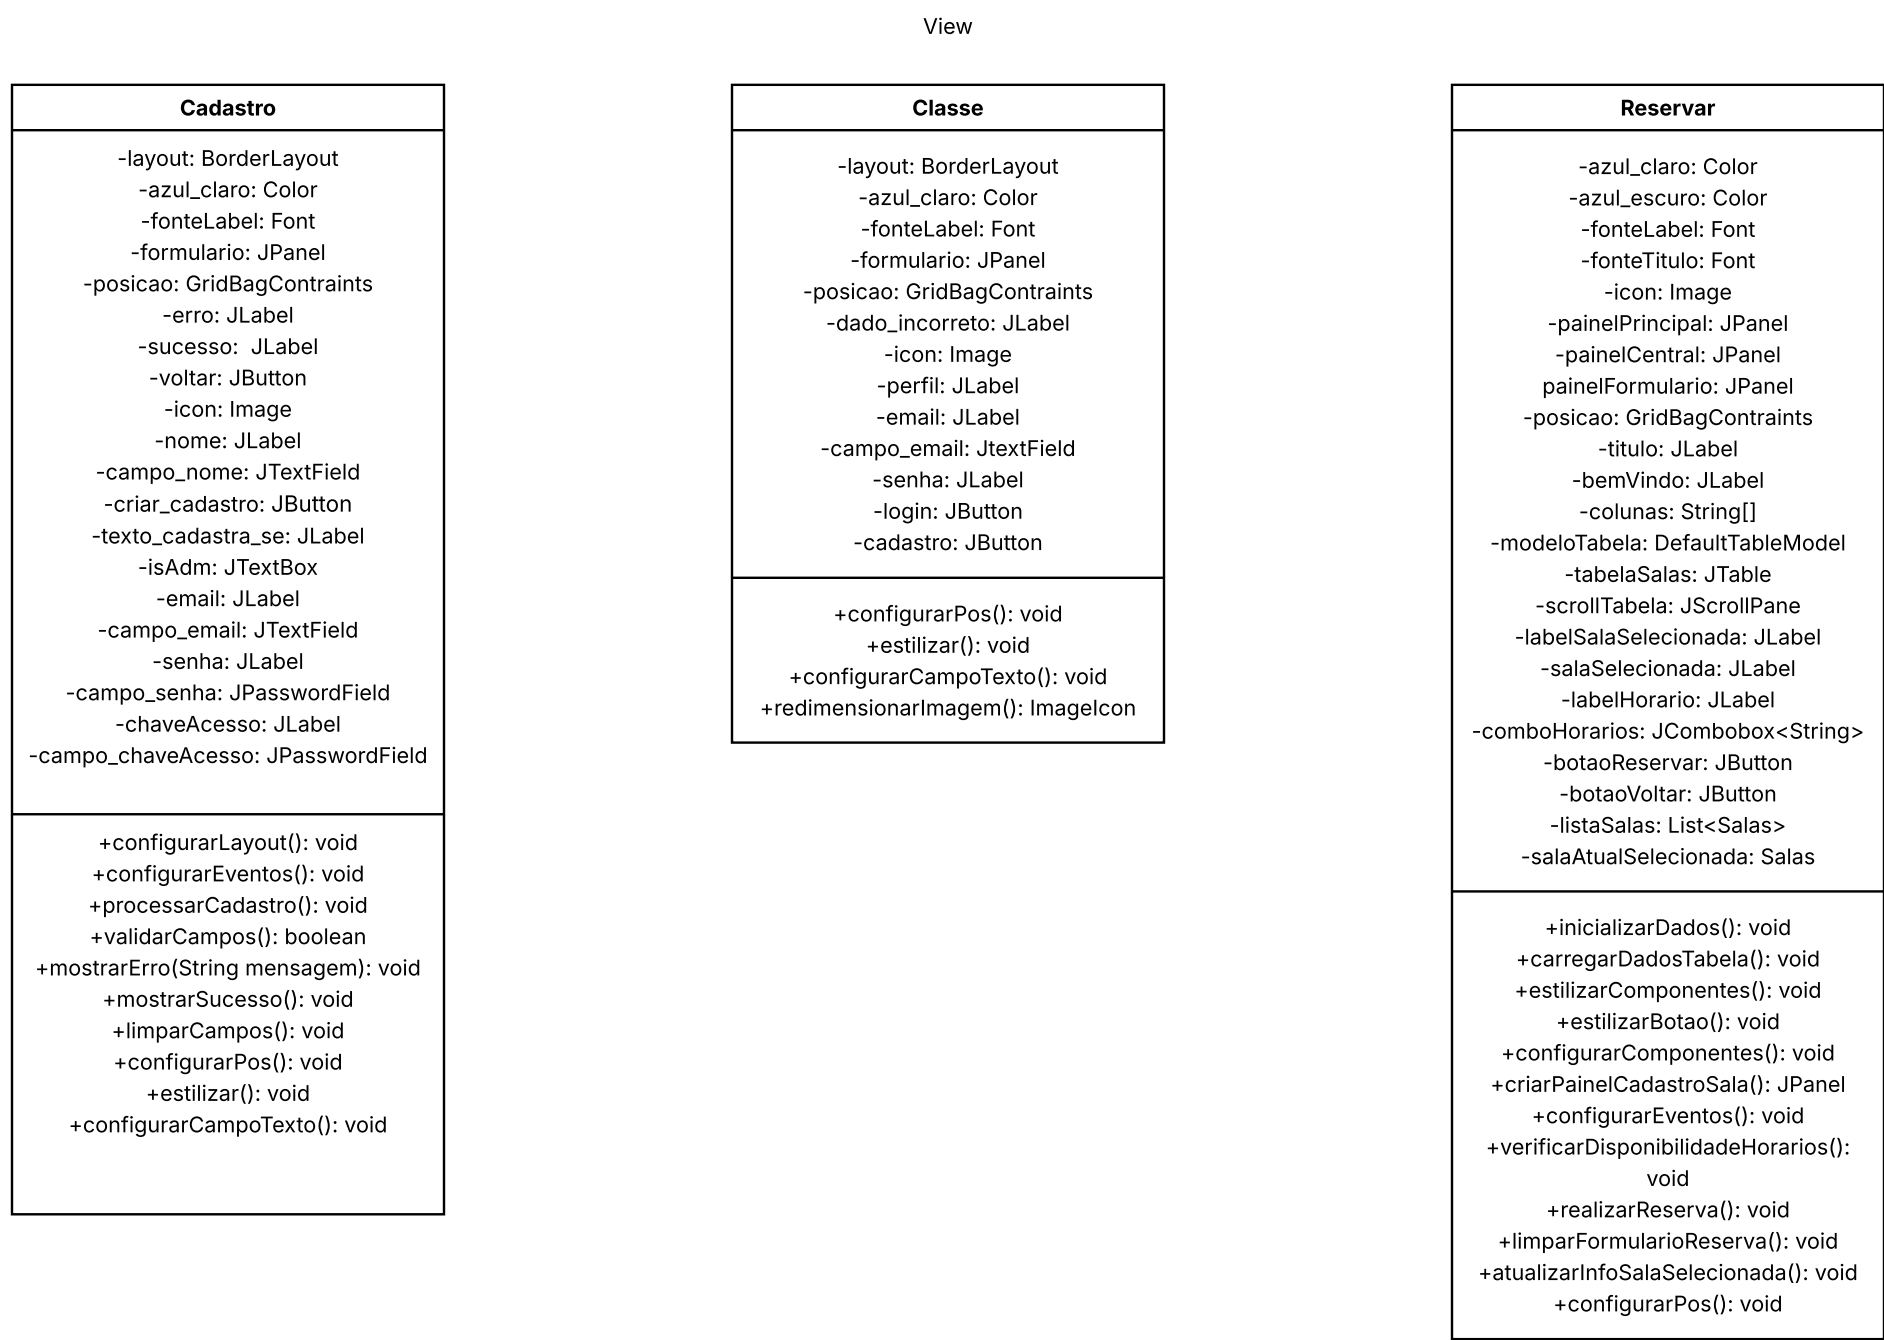 View
Cadastro
-layout: BorderLayout
-azul_claro: Color
-fonteLabel: Font
-formulario: JPanel
-posicao: GridBagContraints
-erro: JLabel
-sucesso:  JLabel
-voltar: JButton
-icon: Image
-nome: JLabel
-campo_nome: JTextField
-criar_cadastro: JButton
-texto_cadastra_se: JLabel
-isAdm: JTextBox
-email: JLabel
-campo_email: JTextField
-senha: JLabel
-campo_senha: JPasswordField
-chaveAcesso: JLabel
-campo_chaveAcesso: JPasswordField
+configurarLayout(): void
+configurarEventos(): void
+processarCadastro(): void
+validarCampos(): boolean
+mostrarErro(String mensagem): void
+mostrarSucesso(): void
+limparCampos(): void
+configurarPos(): void
+estilizar(): void
+configurarCampoTexto(): void
Classe
-layout: BorderLayout
-azul_claro: Color
-fonteLabel: Font
-formulario: JPanel
-posicao: GridBagContraints
-dado_incorreto: JLabel
-icon: Image
-perfil: JLabel
-email: JLabel
-campo_email: JtextField
-senha: JLabel
-login: JButton
-cadastro: JButton
+configurarPos(): void
+estilizar(): void
+configurarCampoTexto(): void
+redimensionarImagem(): ImageIcon
Reservar
-azul_claro: Color
-azul_escuro: Color
-fonteLabel: Font
-fonteTitulo: Font
-icon: Image
-painelPrincipal: JPanel
-painelCentral: JPanel
painelFormulario: JPanel
-posicao: GridBagContraints
-titulo: JLabel
-bemVindo: JLabel
-colunas: String[]
-modeloTabela: DefaultTableModel
-tabelaSalas: JTable
-scrollTabela: JScrollPane
-labelSalaSelecionada: JLabel
-salaSelecionada: JLabel
-labelHorario: JLabel
-comboHorarios: JCombobox<String>
-botaoReservar: JButton
-botaoVoltar: JButton
-listaSalas: List<Salas>
-salaAtualSelecionada: Salas
+inicializarDados(): void
+carregarDadosTabela(): void
+estilizarComponentes(): void
+estilizarBotao(): void
+configurarComponentes(): void
+criarPainelCadastroSala(): JPanel
+configurarEventos(): void
+verificarDisponibilidadeHorarios():
void
+realizarReserva(): void
+limparFormularioReserva(): void
+atualizarInfoSalaSelecionada(): void
+configurarPos(): void